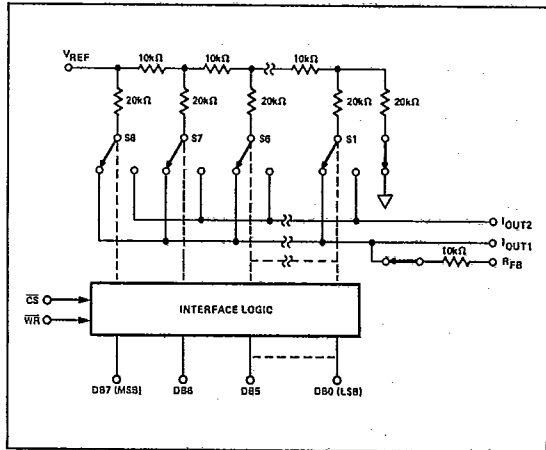 VREF
10kΩ 10kΩ 10kΩ
20kΩ 20kΩ 20kΩ 20kΩ 20kΩ
S8 S7 S6 S1
IOUT2
IOUT1
10kΩ
RFB
CS
WR
INTERFACE LOGIC
DB7 (MSB) DB6 DB5 DB0 (LSB)